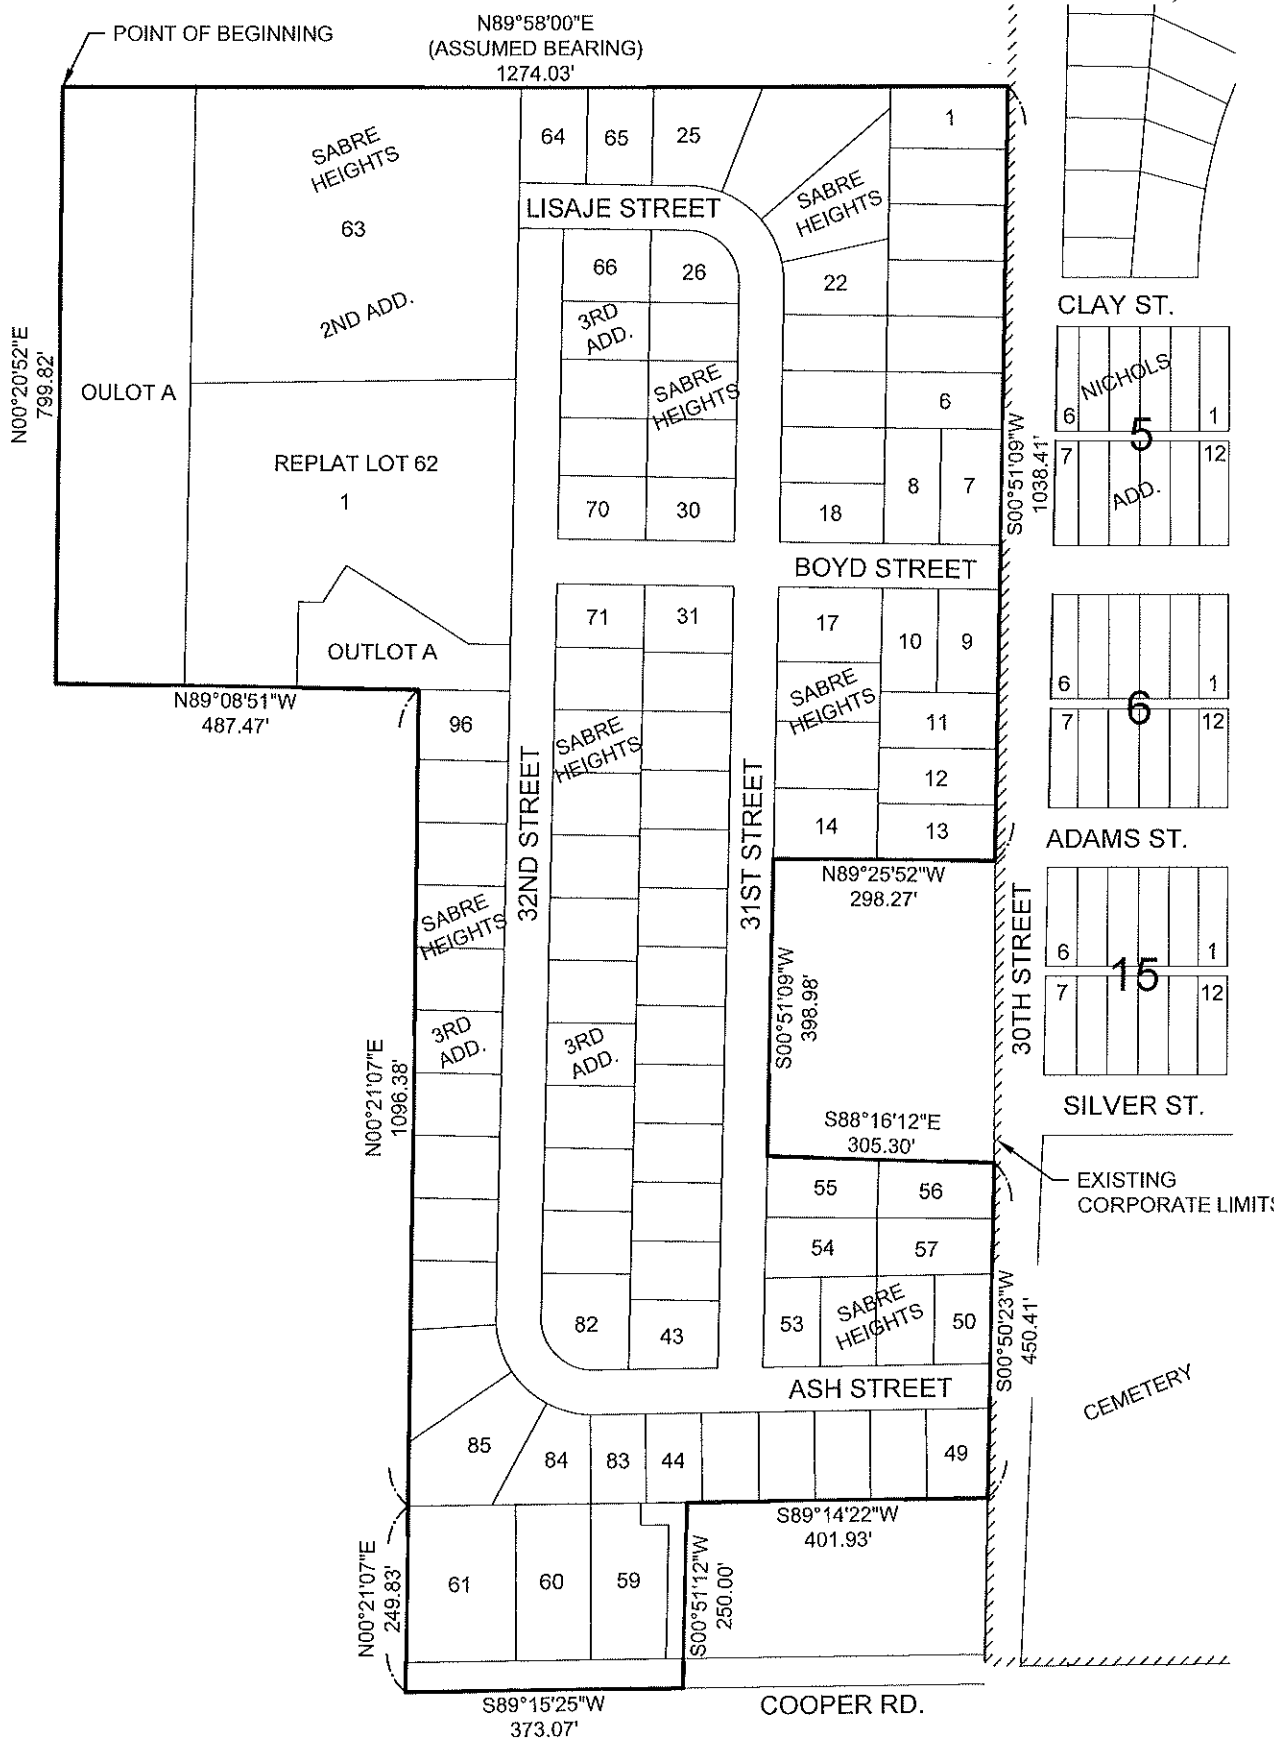 POINT OF BEGINNING
N89°58'00"E
(ASSUMED BEARING)
1274.03'
SABRE
HEIGHTS
63
2ND ADD.
64
65
25
1
LISAJE STREET
SABRE
HEIGHTS
66
26
22
3RD
ADD.
SABRE
HEIGHTS
N00°20'52"E
799.82'
OULOT A
REPLAT LOT 62
1
6
8
7
70
30
18
S00°51'09"W
1038.41'
CLAY ST.
NICHOLS
6
1
5
7
12
ADD.
BOYD STREET
71
31
17
10
9
OUTLOT A
SABRE
HEIGHTS
11
12
13
14
6
1
6
7
12
N89°08'51"W
487.47'
96
SABRE
HEIGHTS
32ND STREET
31ST STREET
ADAMS ST.
N89°25'52"W
298.27'
SABRE
HEIGHTS
3RD
ADD.
3RD
ADD.
S00°51'09"W
398.98'
30TH STREET
6
1
15
7
12
N00°21'07"E
1096.38'
SILVER ST.
S88°16'12"E
305.30'
EXISTING
CORPORATE LIMITS
55
56
54
57
53
SABRE
HEIGHTS
50
82
43
S00°50'23"W
450.41'
ASH STREET
CEMETERY
85
84
83
44
49
S89°14'22"W
401.93'
N00°21'07"E
249.83'
61
60
59
S00°51'12"W
250.00'
S89°15'25"W
373.07'
COOPER RD.